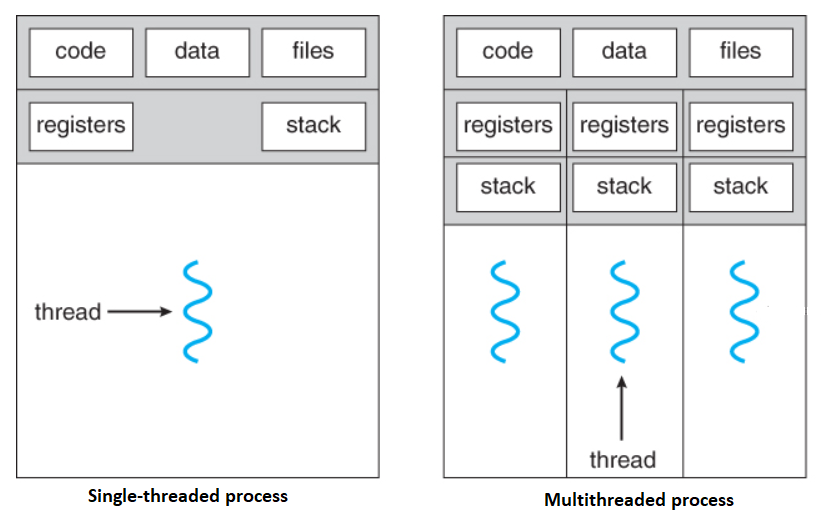 code data files
registers stack
thread
Single-threaded process
code data files
registers registers registers
stack stack stack
thread
Multithreaded process